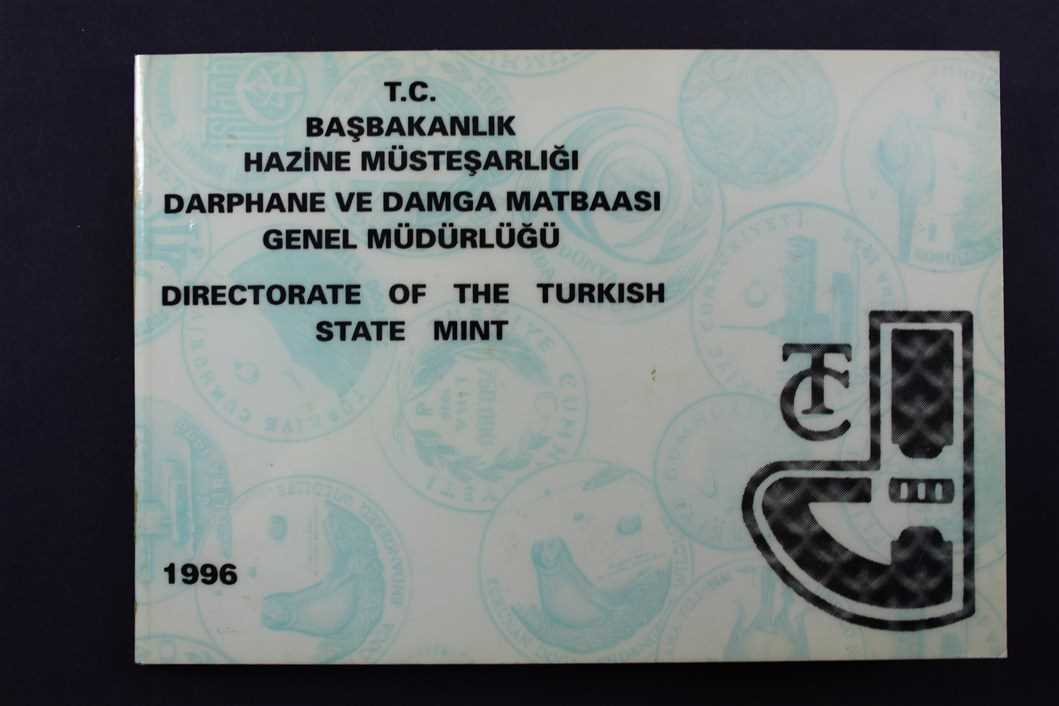 T.C.
BAŞBAKANLIK
HAZİNE MÜSTEŞARLIĞI
DARPHANE VE DAMGA MATBAASI
GENEL MÜDÜRLÜĞÜ
DIRECTORATE OF THE TURKISH
STATE MINT
TC
1996